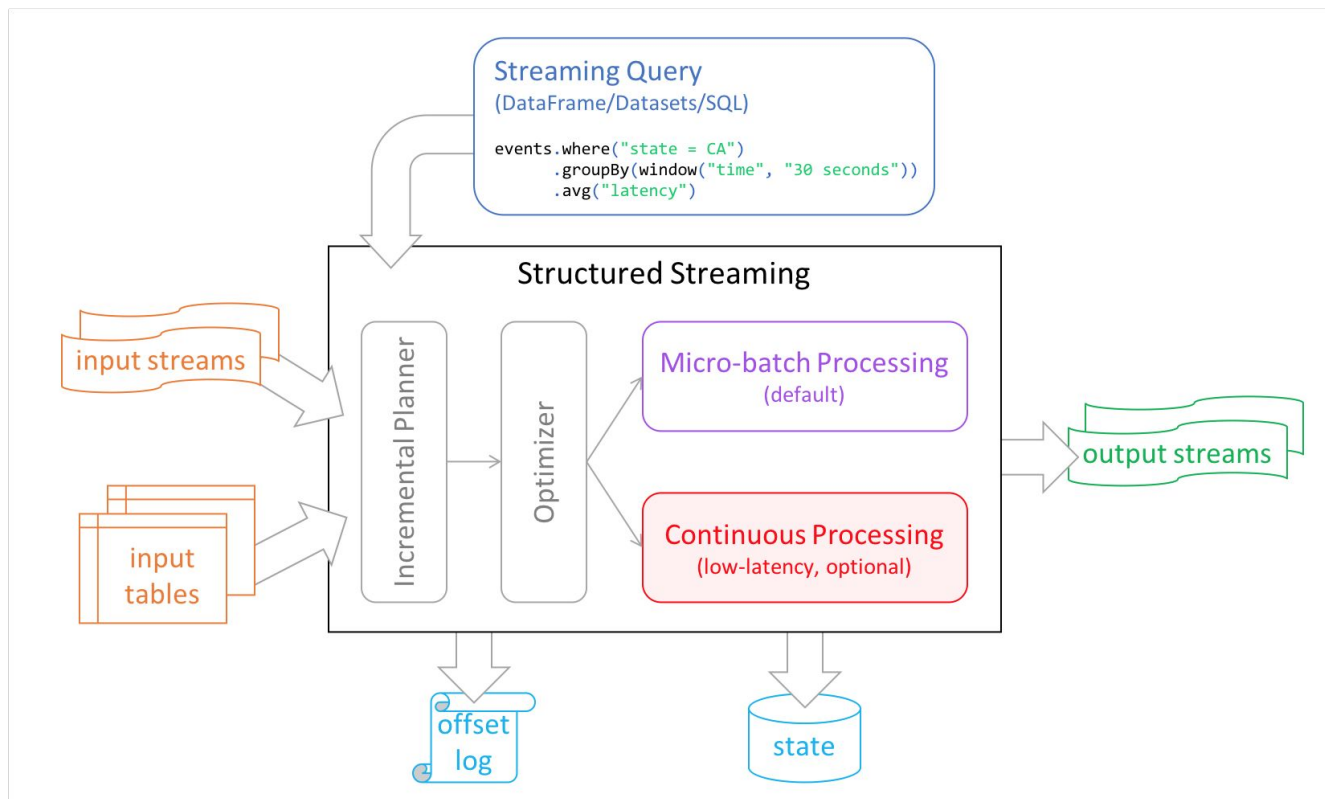 Streaming Query
(DataFrame/Datasets/SQL)
events.where("state = CA")
.groupBy(window("time", "30 seconds"))
.avg("latency")
Structured Streaming
input streams
input
tables
Incremental Planner
Optimizer
Micro-batch Processing
(default)
Continuous Processing
(low-latency, optional)
output streams
offset
log
state